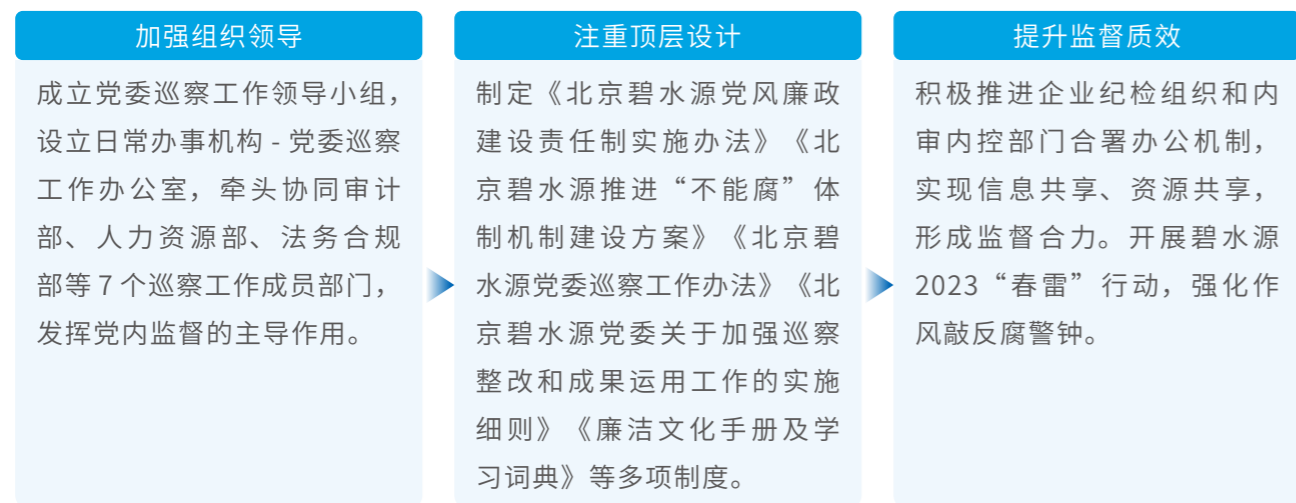 加强组织领导
成立党委巡察工作领导小组，
设立日常办事机构 - 党委巡察
工作办公室，牵头协同审计
部、人力资源部、法务合规
部等 7 个巡察工作成员部门，
发挥党内监督的主导作用。
注重顶层设计
制定《北京碧水源党风廉政
建设责任制实施办法》《北
京碧水源推进“不能腐”体
制机制建设方案》《北京碧
水源党委巡察工作办法》《北
京碧水源党委关于加强巡察
整改和成果运用工作的实施
细则》《廉洁文化手册及学
习词典》等多项制度。
提升监督质效
积极推进企业纪检组织和内
审内控部门合署办公机制，
实现信息共享、资源共享，
形成监督合力。开展碧水源
2023“春雷”行动，强化作
风敲反腐警钟。